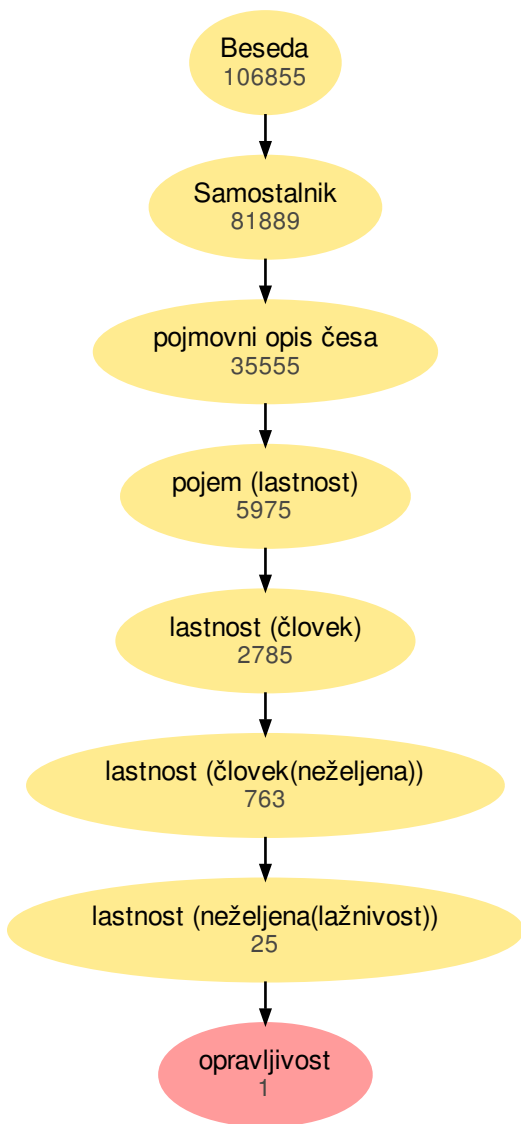 Beseda
106855
Samostalnik
81889
pojmovni opis česa
35555
pojem (lastnost)
5975
lastnost (človek)
2785
lastnost (človek(neželjena))
763
lastnost (neželjena(lažnivost))
25
opravljivost
1